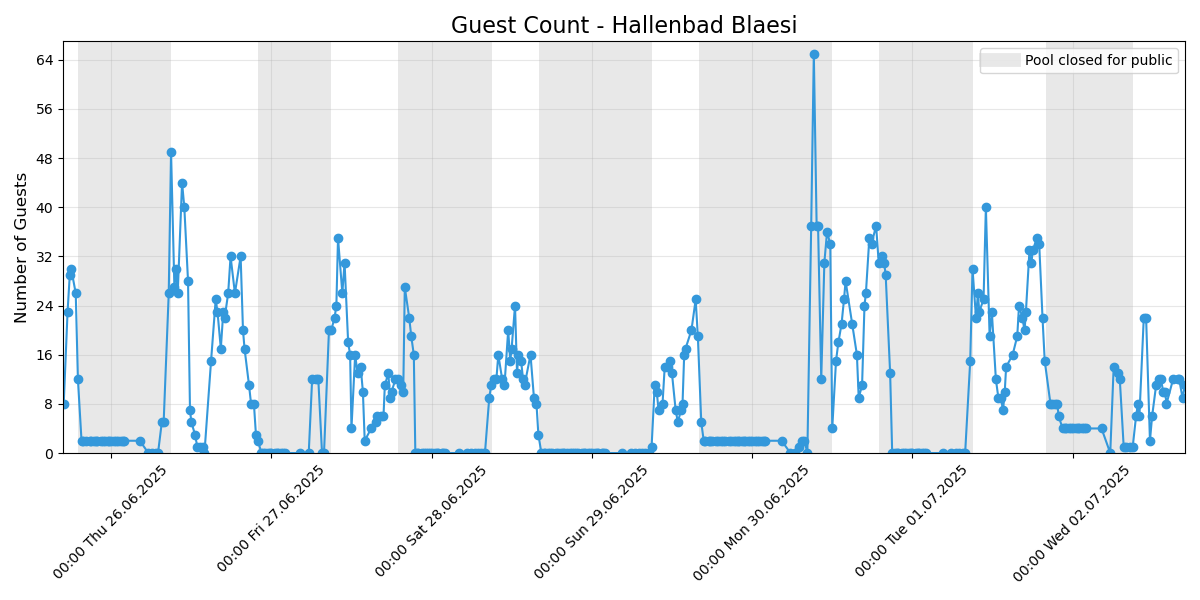 Guest Count - Hallenbad Blaesi
Pool closed for public
Number of Guests
64
56
48
40
32
24
16
8
0
00:00 Thu 26.06.2025
00:00 Fri 27.06.2025
00:00 Sat 28.06.2025
00:00 Sun 29.06.2025
00:00 Mon 30.06.2025
00:00 Tue 01.07.2025
00:00 Wed 02.07.2025